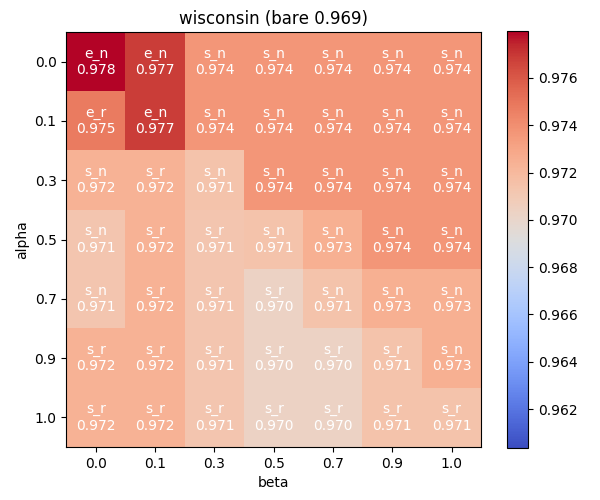 wisconsin (bare 0.969)
alpha
0.0
e_n e_n s_n s_n s_n s_n s_n
0.978 0.977 0.974 0.974 0.974 0.974 0.974
0.1
e_r e_n s_n s_n s_n s_n s_n
0.975 0.977 0.974 0.974 0.974 0.974 0.974
0.3
s_n s_r s_n s_n s_n s_n s_n
0.972 0.972 0.971 0.974 0.974 0.974 0.974
0.5
s_n s_r s_r s_n s_n s_n s_n
0.971 0.972 0.971 0.971 0.973 0.974 0.974
0.7
s_n s_r s_r s_r s_n s_n s_n
0.971 0.972 0.971 0.970 0.971 0.973 0.973
0.9
s_r s_r s_r s_r s_r s_r s_n
0.972 0.972 0.971 0.970 0.970 0.971 0.973
1.0
s_r s_r s_r s_r s_r s_r s_r
0.972 0.972 0.971 0.970 0.970 0.971 0.971
0.0 0.1 0.3 0.5 0.7 0.9 1.0
beta
0.976
0.974
0.972
0.970
0.968
0.966
0.964
0.962